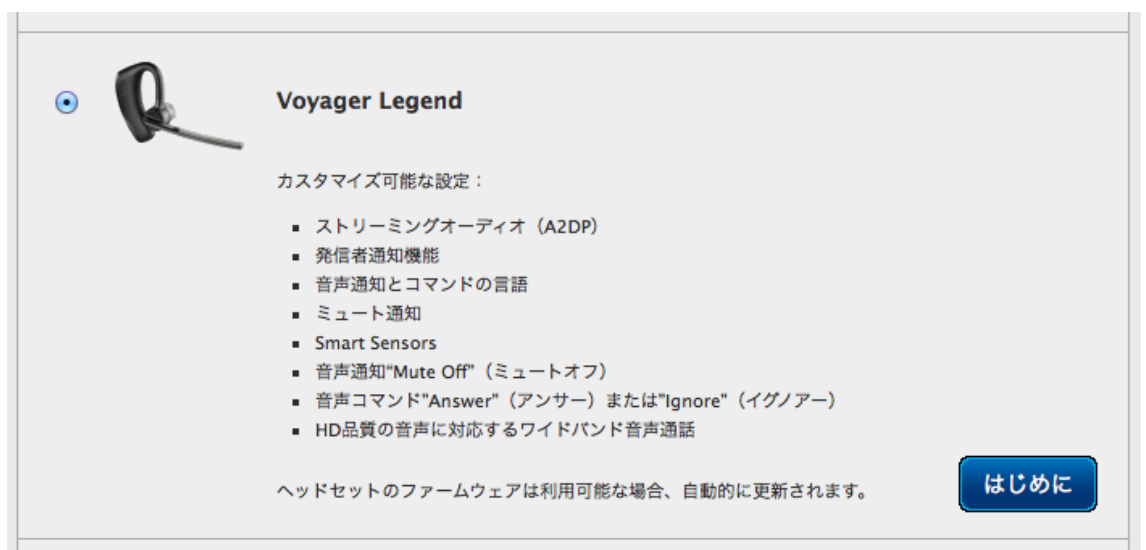 Voyager Legend
カスタマイズ可能な設定：
▪ ストリーミングオーディオ（A2DP）
▪ 発信者通知機能
▪ 音声通知とコマンドの言語
▪ ミュート通知
▪ Smart Sensors
▪ 音声通知“Mute Off”（ミュートオフ）
▪ 音声コマンド"Answer"（アンサー）または"Ignore"（イグノアー）
▪ HD品質の音声に対応するワイドバンド音声通話
ヘッドセットのファームウェアは利用可能な場合、自動的に更新されます。
はじめに